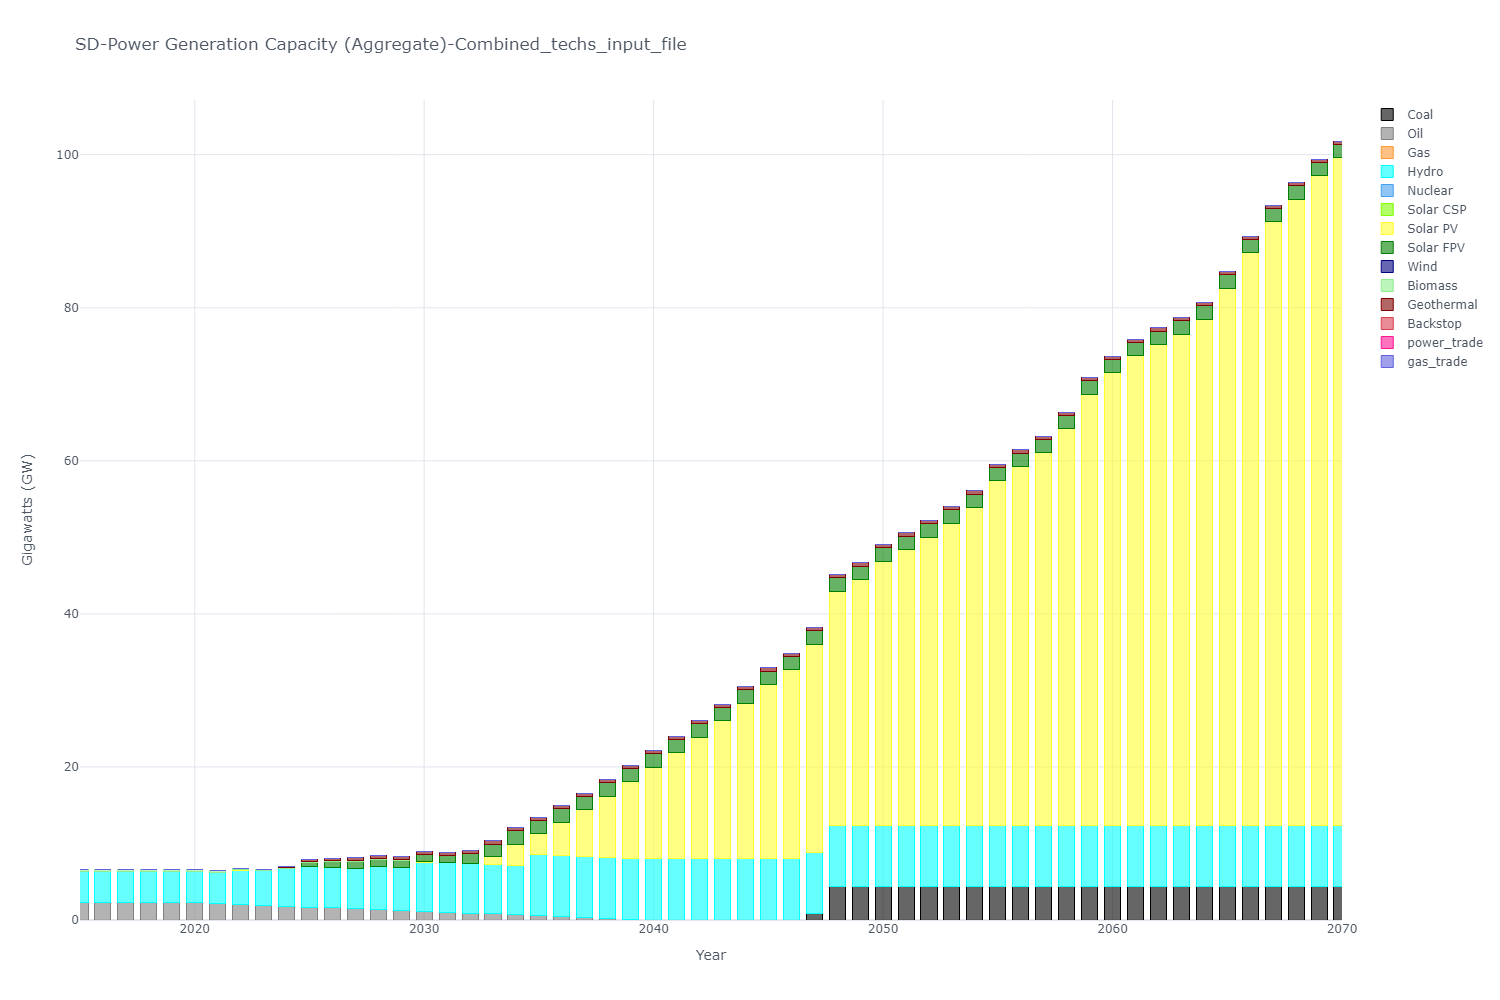 SD-Power Generation Capacity (Aggregate)-Combined_techs_input_file
Gigawatts (GW)
100
80
60
40
20
0
2020
2030
2040
2050
2060
2070
Year
Coal
Oil
Gas
Hydro
Nuclear
Solar CSP
Solar PV
Solar FPV
Wind
Biomass
Geothermal
Backstop
power_trade
gas_trade